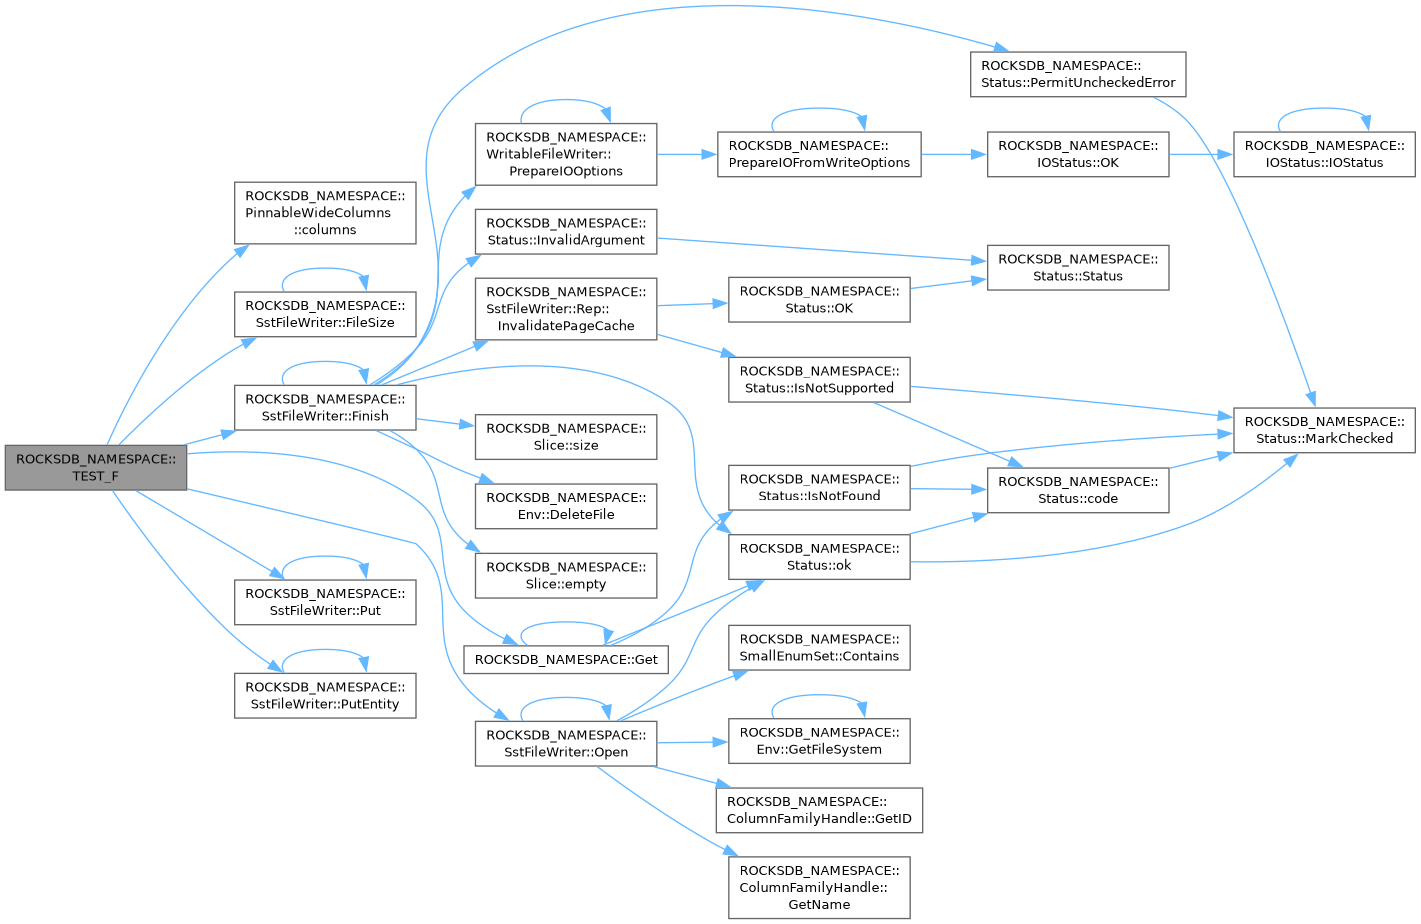 ROCKSDB_NAMESPACE::
TEST_F
ROCKSDB_NAMESPACE::
PinnableWideColumns
::columns
ROCKSDB_NAMESPACE::
SstFileWriter::FileSize
ROCKSDB_NAMESPACE::
SstFileWriter::Finish
ROCKSDB_NAMESPACE::
SstFileWriter::Put
ROCKSDB_NAMESPACE::
SstFileWriter::PutEntity
ROCKSDB_NAMESPACE::
WritableFileWriter::
PrepareIOOptions
ROCKSDB_NAMESPACE::
Status::InvalidArgument
ROCKSDB_NAMESPACE::
SstFileWriter::Rep::
InvalidatePageCache
ROCKSDB_NAMESPACE::
Slice::size
ROCKSDB_NAMESPACE::
Env::DeleteFile
ROCKSDB_NAMESPACE::
Slice::empty
ROCKSDB_NAMESPACE::Get
ROCKSDB_NAMESPACE::
SstFileWriter::Open
ROCKSDB_NAMESPACE::
PrepareIOFromWriteOptions
ROCKSDB_NAMESPACE::
Status::OK
ROCKSDB_NAMESPACE::
Status::IsNotSupported
ROCKSDB_NAMESPACE::
Status::IsNotFound
ROCKSDB_NAMESPACE::
Status::ok
ROCKSDB_NAMESPACE::
SmallEnumSet::Contains
ROCKSDB_NAMESPACE::
Env::GetFileSystem
ROCKSDB_NAMESPACE::
ColumnFamilyHandle::GetID
ROCKSDB_NAMESPACE::
ColumnFamilyHandle::
GetName
ROCKSDB_NAMESPACE::
Status::PermitUncheckedError
ROCKSDB_NAMESPACE::
IOStatus::OK
ROCKSDB_NAMESPACE::
Status::Status
ROCKSDB_NAMESPACE::
Status::code
ROCKSDB_NAMESPACE::
IOStatus::IOStatus
ROCKSDB_NAMESPACE::
Status::MarkChecked